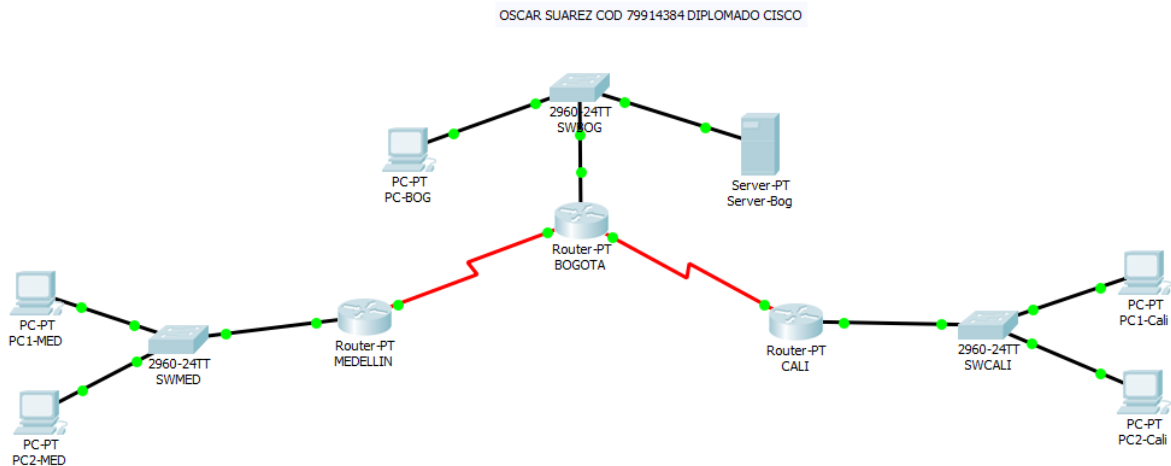 OSCAR SUAREZ COD 79914384 DIPLOMADO CISCO
2960-24TT
SWBOG
PC-PT
PC-BOG
Server-PT
Server-Bog
Router-PT
BOGOTA
PC-PT
PC1-MED
Router-PT
MEDELLIN
2960-24TT
SWMED
PC-PT
PC2-MED
Router-PT
CALI
2960-24TT
SWCALI
PC-PT
PC1-Cali
PC-PT
PC2-Cali